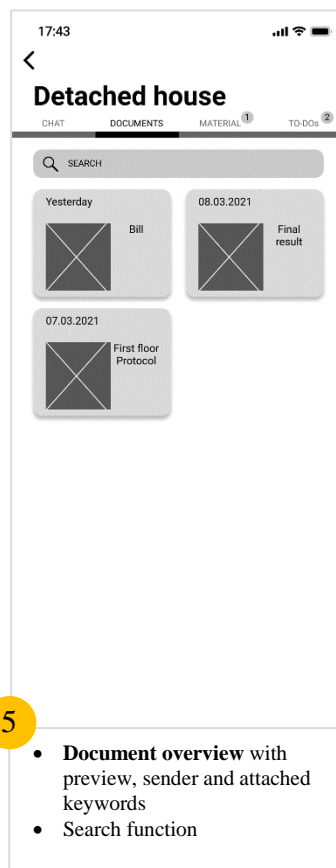 17:43
Detached house
CHAT DOCUMENTS MATERIAL 1 TO-DOs 2
SEARCH
Yesterday
Bill
08.03.2021
Final
result
07.03.2021
First floor
Protocol
5
• Document overview with
preview, sender and attached
keywords
• Search function